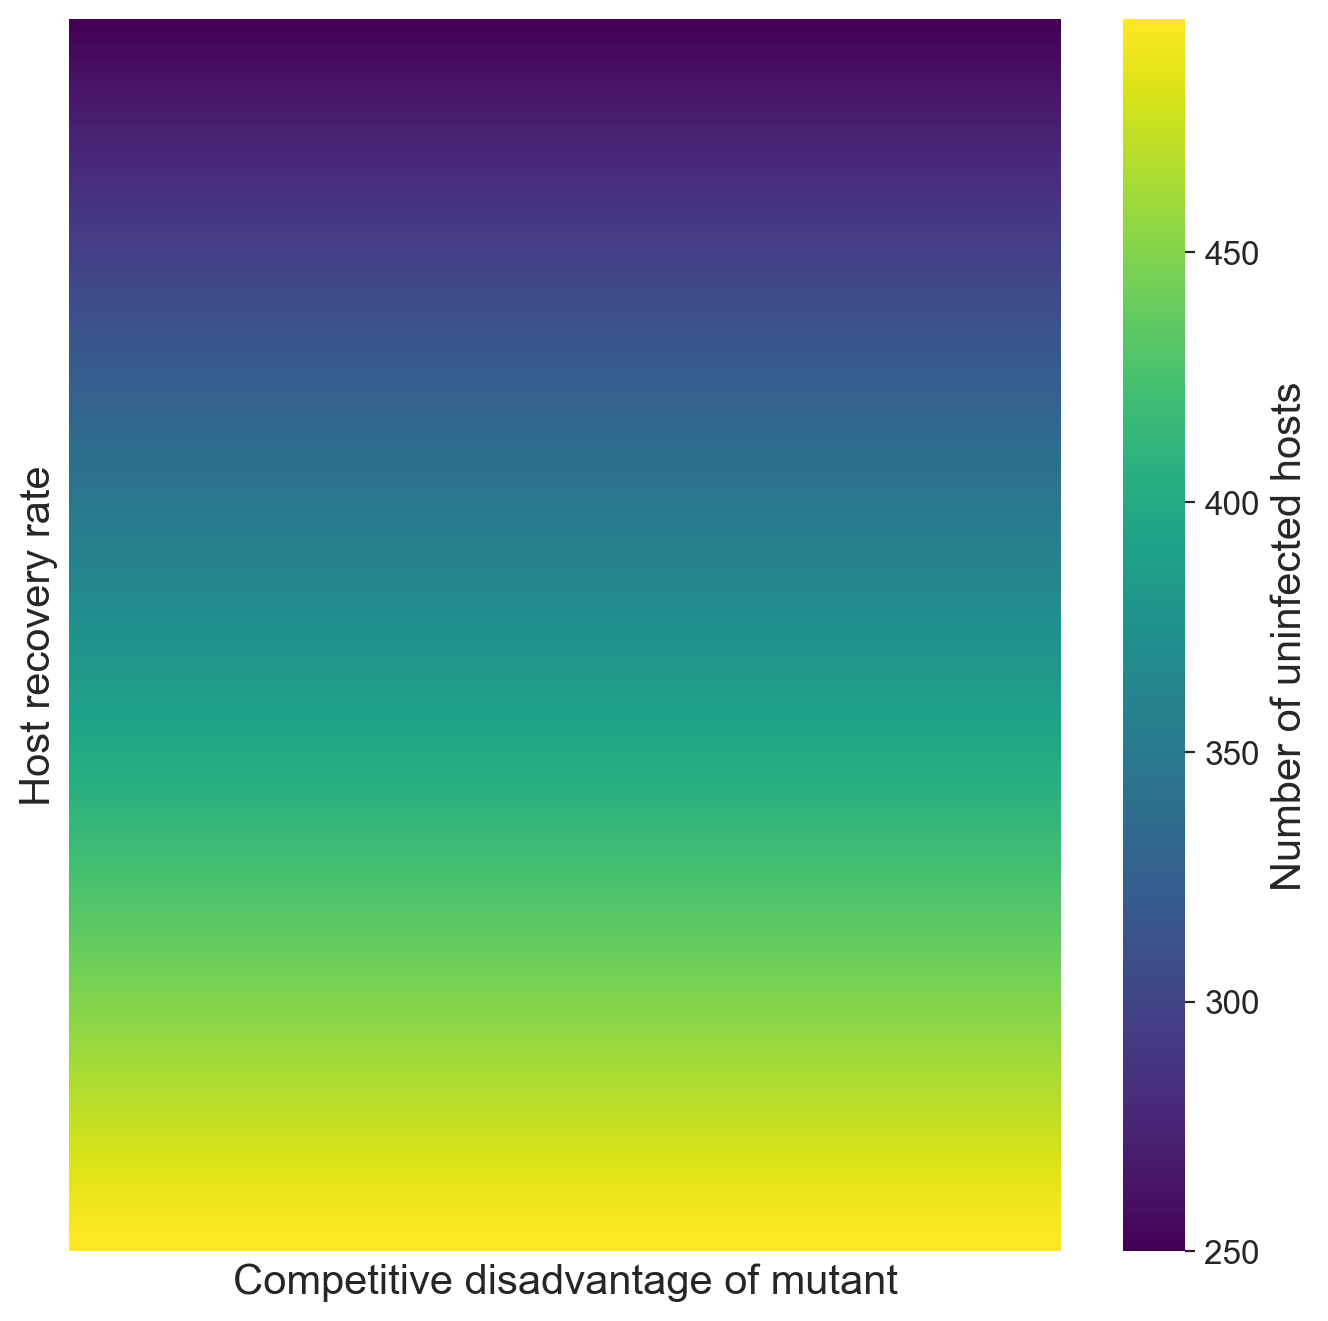 Host recovery rate
Competitive disadvantage of mutant
450
400
350
300
250
Number of uninfected hosts